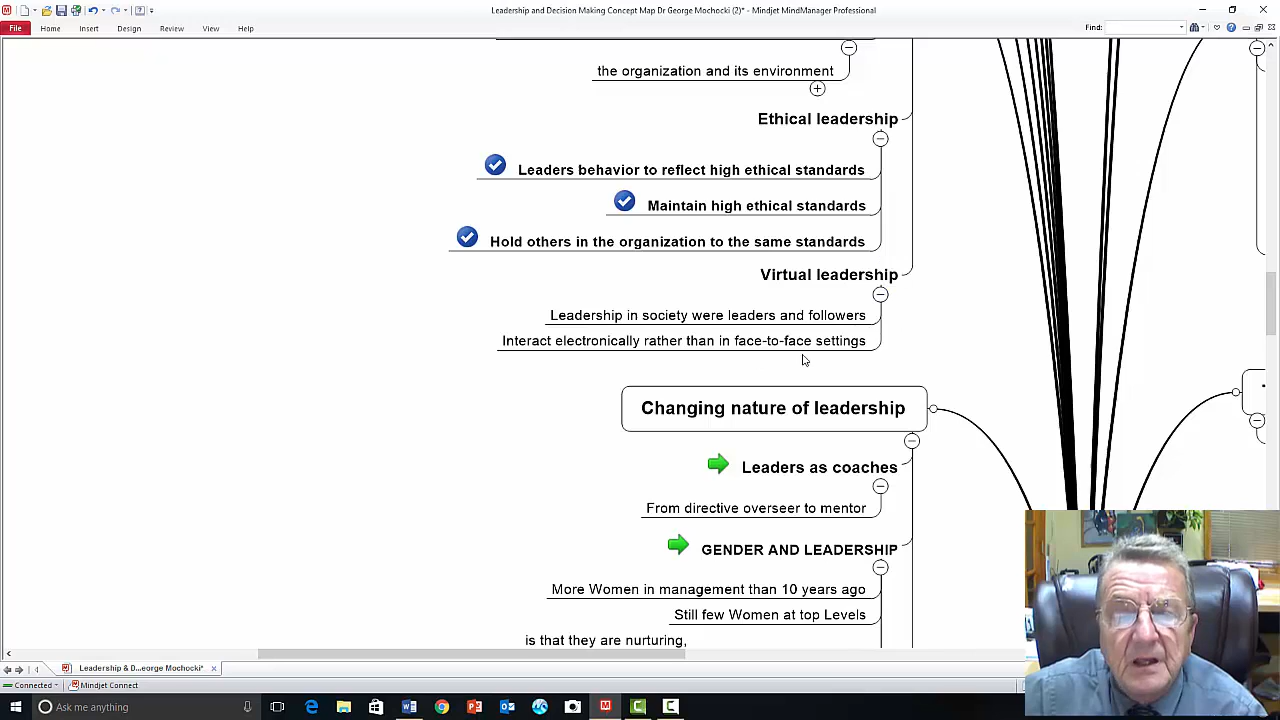 Leadership and Decision Making Concept Map Dr George Mochocki (2)* - Mindjet MindManager Professional
File Home Insert Design Review View Help Find:
the organization and its environment
Ethical leadership
Leaders behavior to reflect high ethical standards
Maintain high ethical standards
Hold others in the organization to the same standards
Virtual leadership
Leadership in society were leaders and followers
Interact electronically rather than in face-to-face settings
Changing nature of leadership
Leaders as coaches
From directive overseer to mentor
GENDER AND LEADERSHIP
More Women in management than 10 years ago
Still few Women at top Levels
is that they are nurturing,
Leadership & D...eorge Mochocki*
Connected Mindjet Connect
Ask me anything